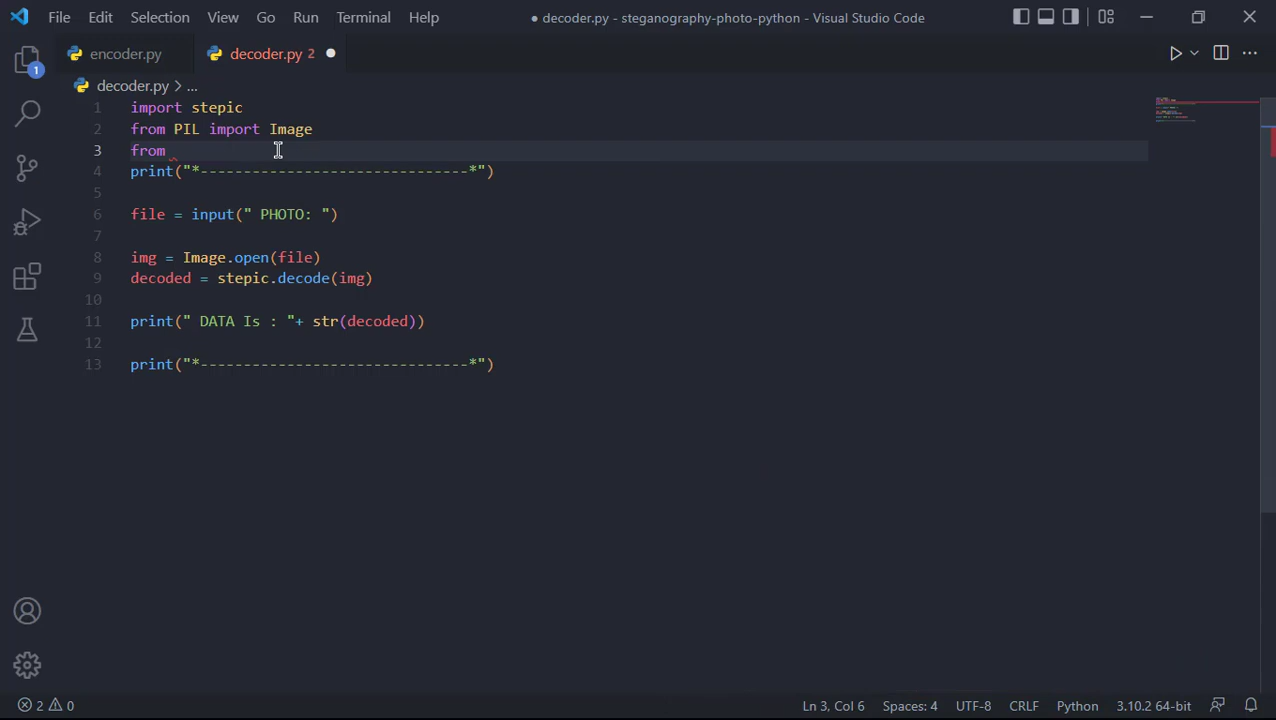 File Edit Selection View Go Run Terminal Help ● decoder.py - steganography-photo-python - Visual Studio Code
encoder.py decoder.py 2
1
decoder.py > ...
1 import stepic
2 from PIL import Image
3 from
4 print("*-------------------------------*")
5
6 file = input(" PHOTO: ")
7
8 img = Image.open(file)
9 decoded = stepic.decode(img)
10
11 print(" DATA Is : "+ str(decoded))
12
13 print("*-------------------------------*")
2 0 Ln 3, Col 6 Spaces: 4 UTF-8 CRLF Python 3.10.2 64-bit